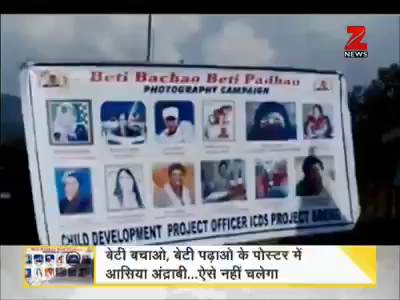 Z
NEWS
Beti Bachao Beti Padhao
PHOTOGRAPHY CAMPAIGN
CHILD DEVELOPMENT PROJECT OFFICER ICDS PROJECT
बेटी बचाओ, बेटी पढ़ाओ के पोस्टर में
आसिया अंद्राबी...ऐसे नहीं चलेगा